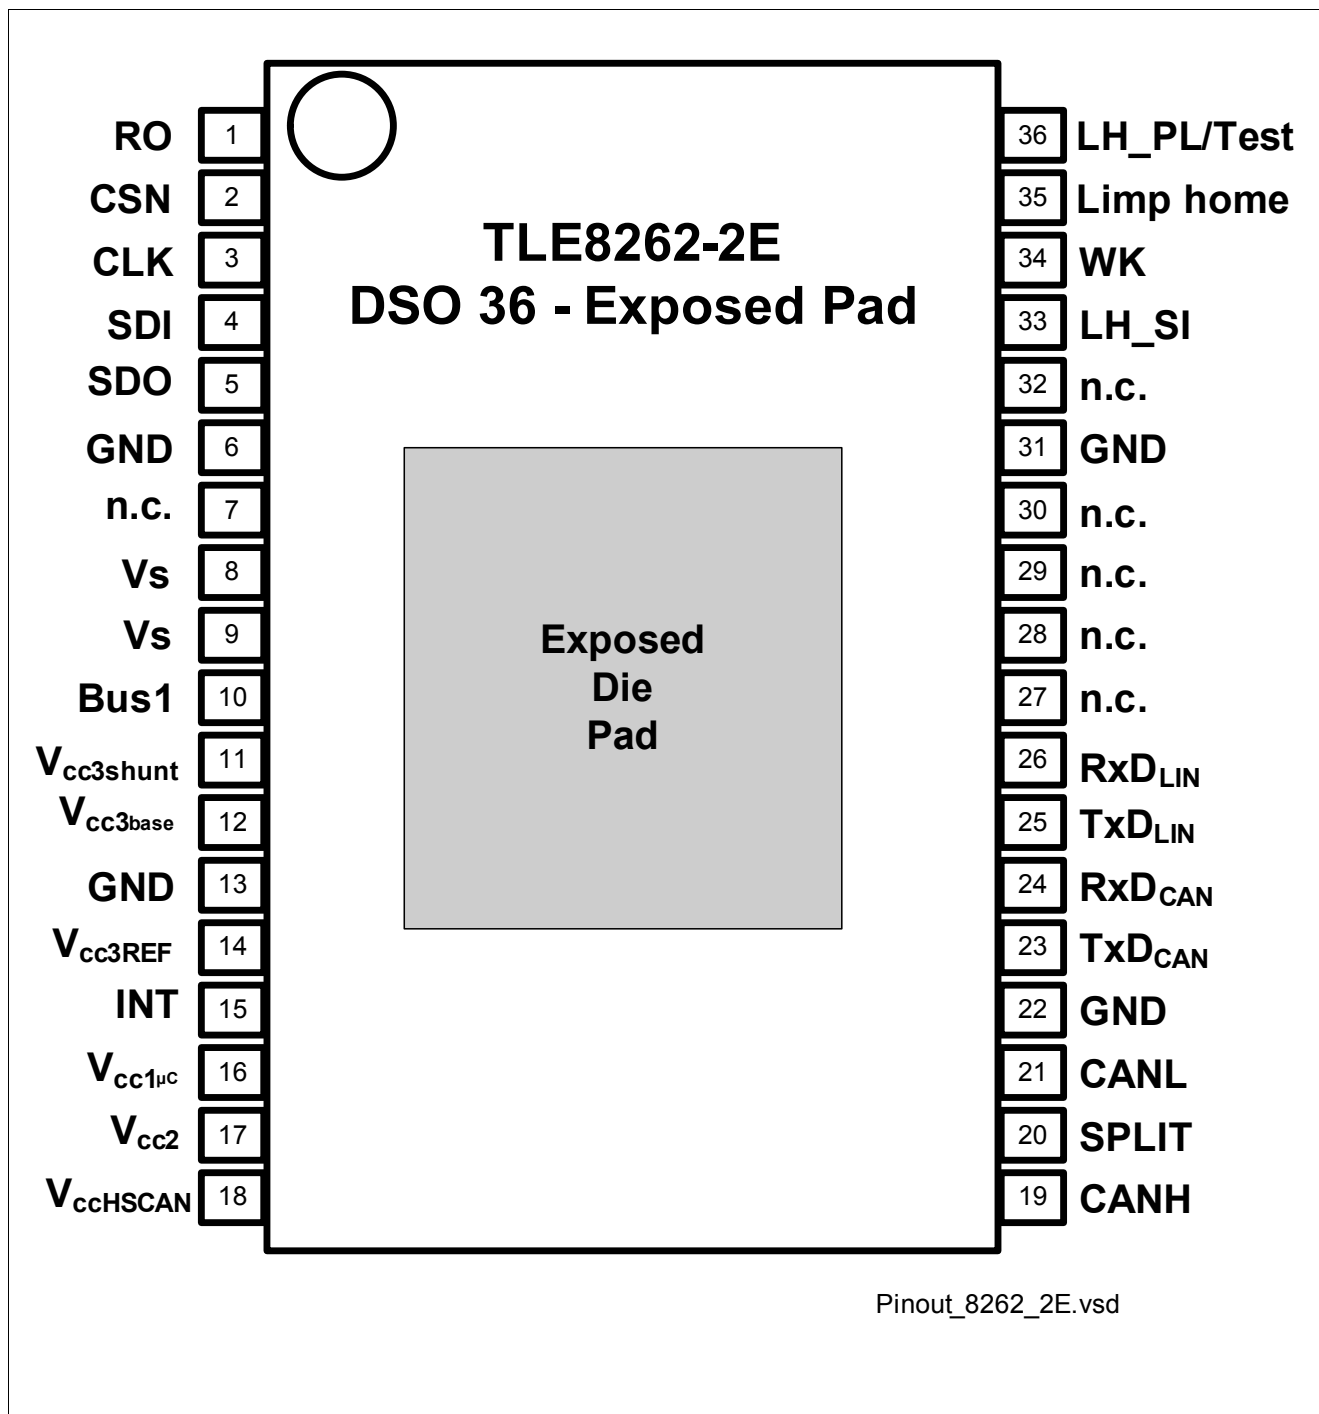 TLE8262-2E
DSO 36 - Exposed Pad
RO 1
CSN 2
CLK 3
SDI 4
SDO 5
GND 6
n.c. 7
Vs 8
Vs 9
Bus1 10
Vcc3shunt 11
Vcc3base 12
GND 13
Vcc3REF 14
INT 15
Vcc1µC 16
Vcc2 17
VccHSCAN 18
36 LH_PL/Test
35 Limp home
34 WK
33 LH_SI
32 n.c.
31 GND
30 n.c.
29 n.c.
28 n.c.
27 n.c.
26 RxDLIN
25 TxDLIN
24 RxDCAN
23 TxDCAN
22 GND
21 CANL
20 SPLIT
19 CANH
Exposed
Die
Pad
Pinout_8262_2E.vsd